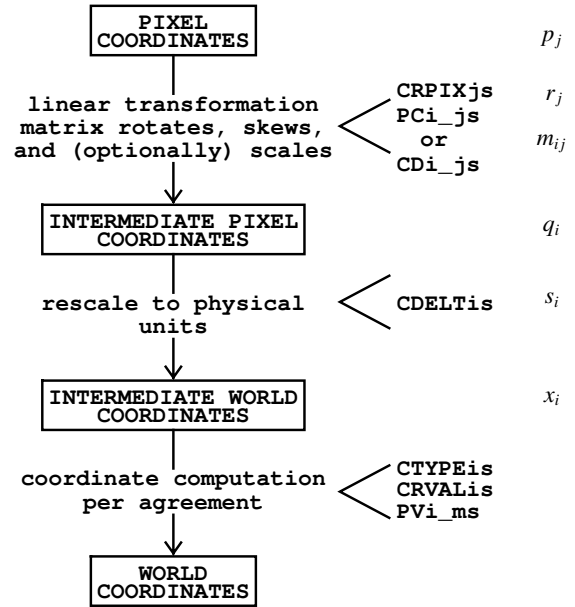 PIXEL
COORDINATES
p_j
linear transformation
matrix rotates, skews,
and (optionally) scales
CRPIXjs
PCi_js
or
CDi_js
r_j
m_ij
INTERMEDIATE PIXEL
COORDINATES
q_i
rescale to physical
units
CDELTis
s_i
INTERMEDIATE WORLD
COORDINATES
x_i
coordinate computation
per agreement
CTYPEis
CRVALis
PVi_ms
WORLD
COORDINATES